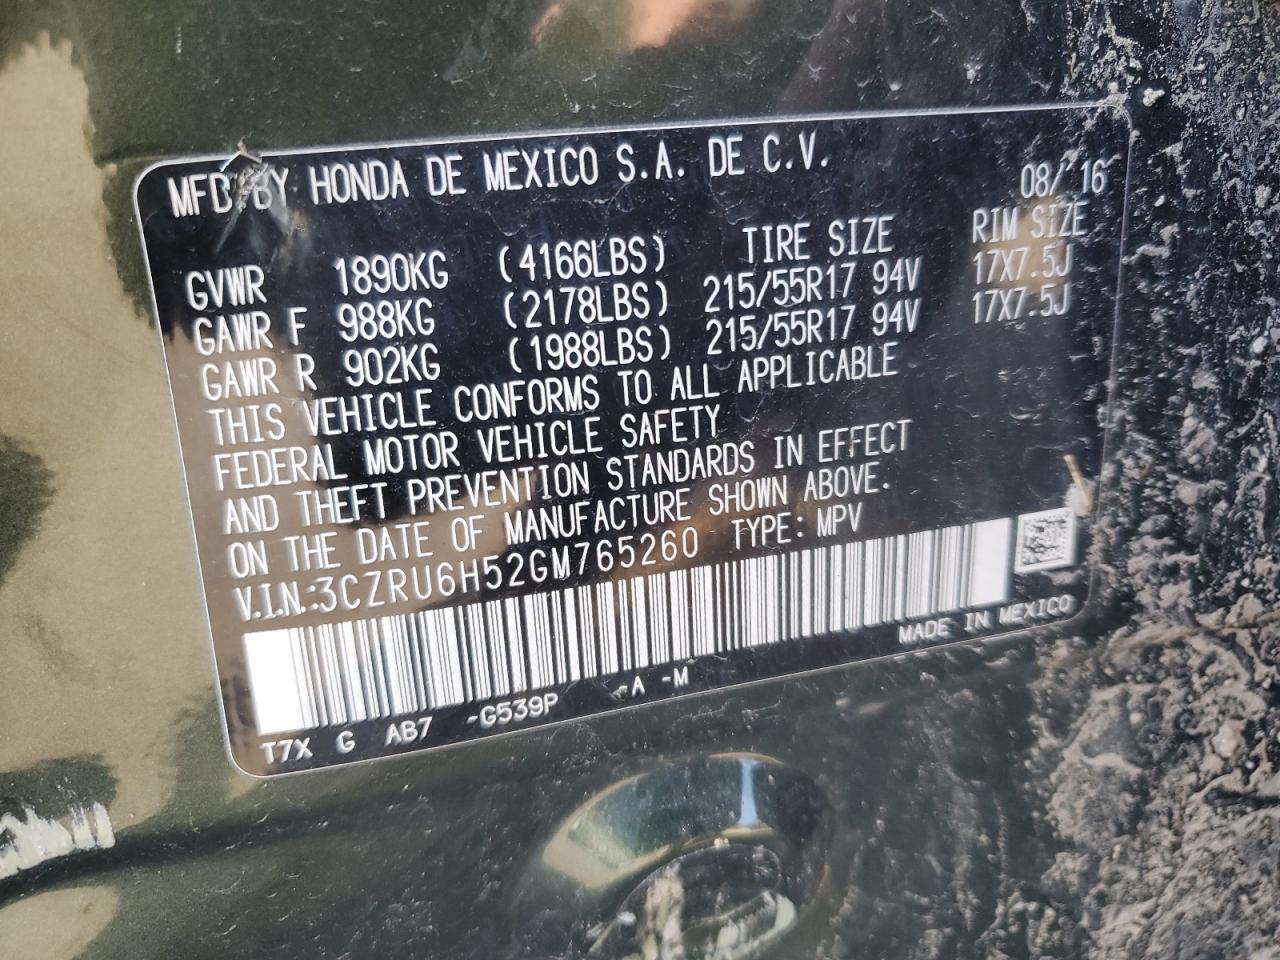 MFD BY HONDA DE MEXICO S.A. DE C.V.
08/ 16
GVWR 1890KG (4166LBS) TIRE SIZE RIM SIZE
GAWR F 988KG (2178LBS) 215/55R17 94V 17X7.5J
GAWR R 902KG (1988LBS) 215/55R17 94V 17X7.5J
THIS VEHICLE CONFORMS TO ALL APPLICABLE
FEDERAL MOTOR VEHICLE SAFETY
AND THEFT PREVENTION STANDARDS IN EFFECT
ON THE DATE OF MANUFACTURE SHOWN ABOVE.
V.I.N.:3CZRU6H52GM765260 TYPE: MPV
MADE IN MEXICO
T7X G AB7 -G539P -A -M